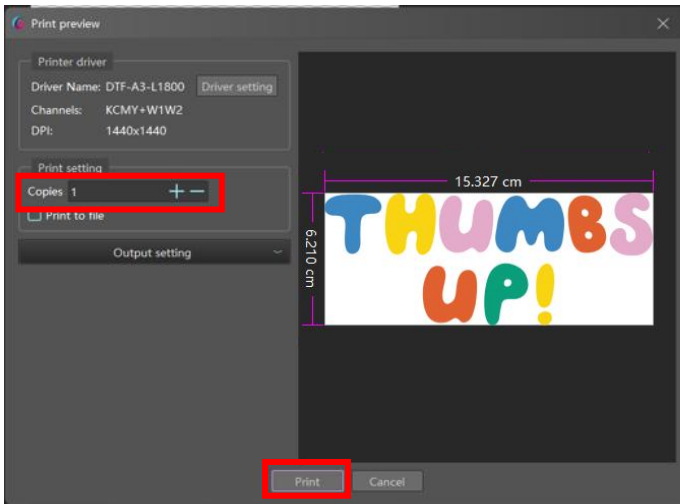 Print preview
Printer driver
Driver Name: DTF-A3-L1800 Driver setting
Channels: KCMY+W1W2
DPI: 1440x1440
Print setting
Copies 1
Print to file
Output setting
15.327 cm
6.210 cm
THUMBS
UP!
Print Cancel